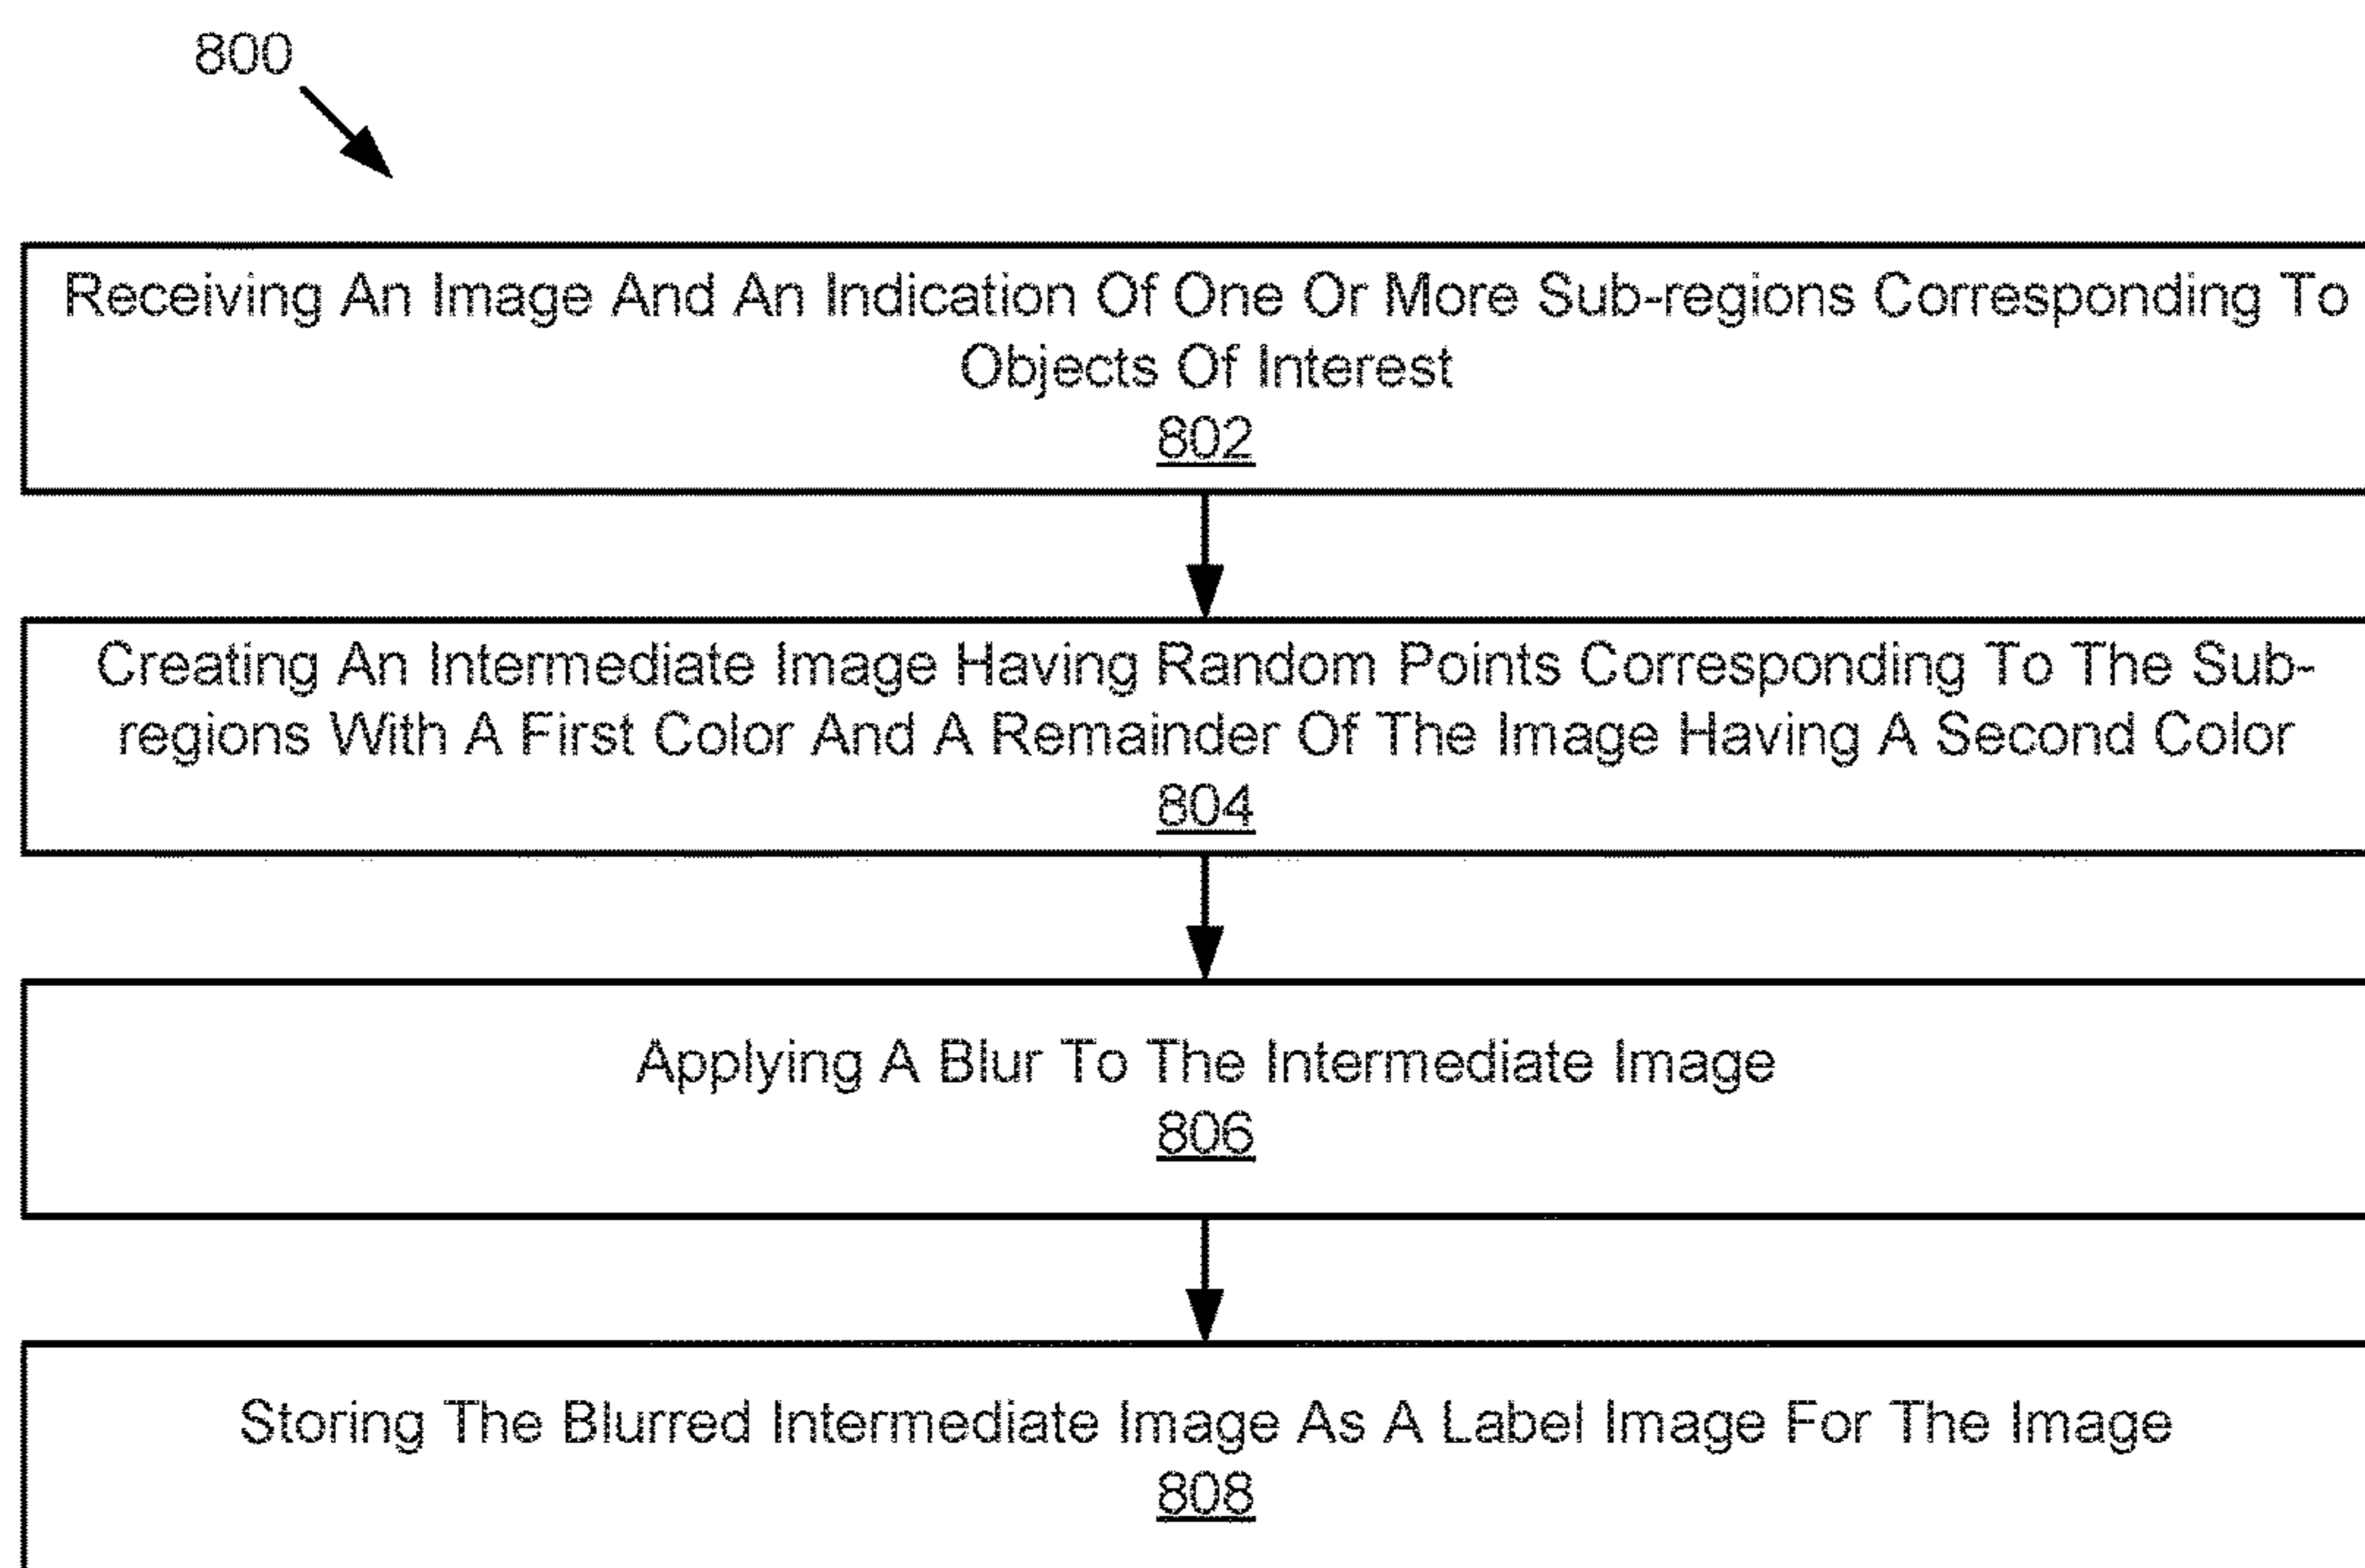 800
Receiving An Image And An Indication Of One Or More Sub-regions Corresponding To
Objects Of Interest
802
Creating An Intermediate Image Having Random Points Corresponding To The Sub-
regions With A First Color And A Remainder Of The Image Having A Second Color
804
Applying A Blur To The Intermediate Image
806
Storing The Blurred Intermediate Image As A Label Image For The Image
808